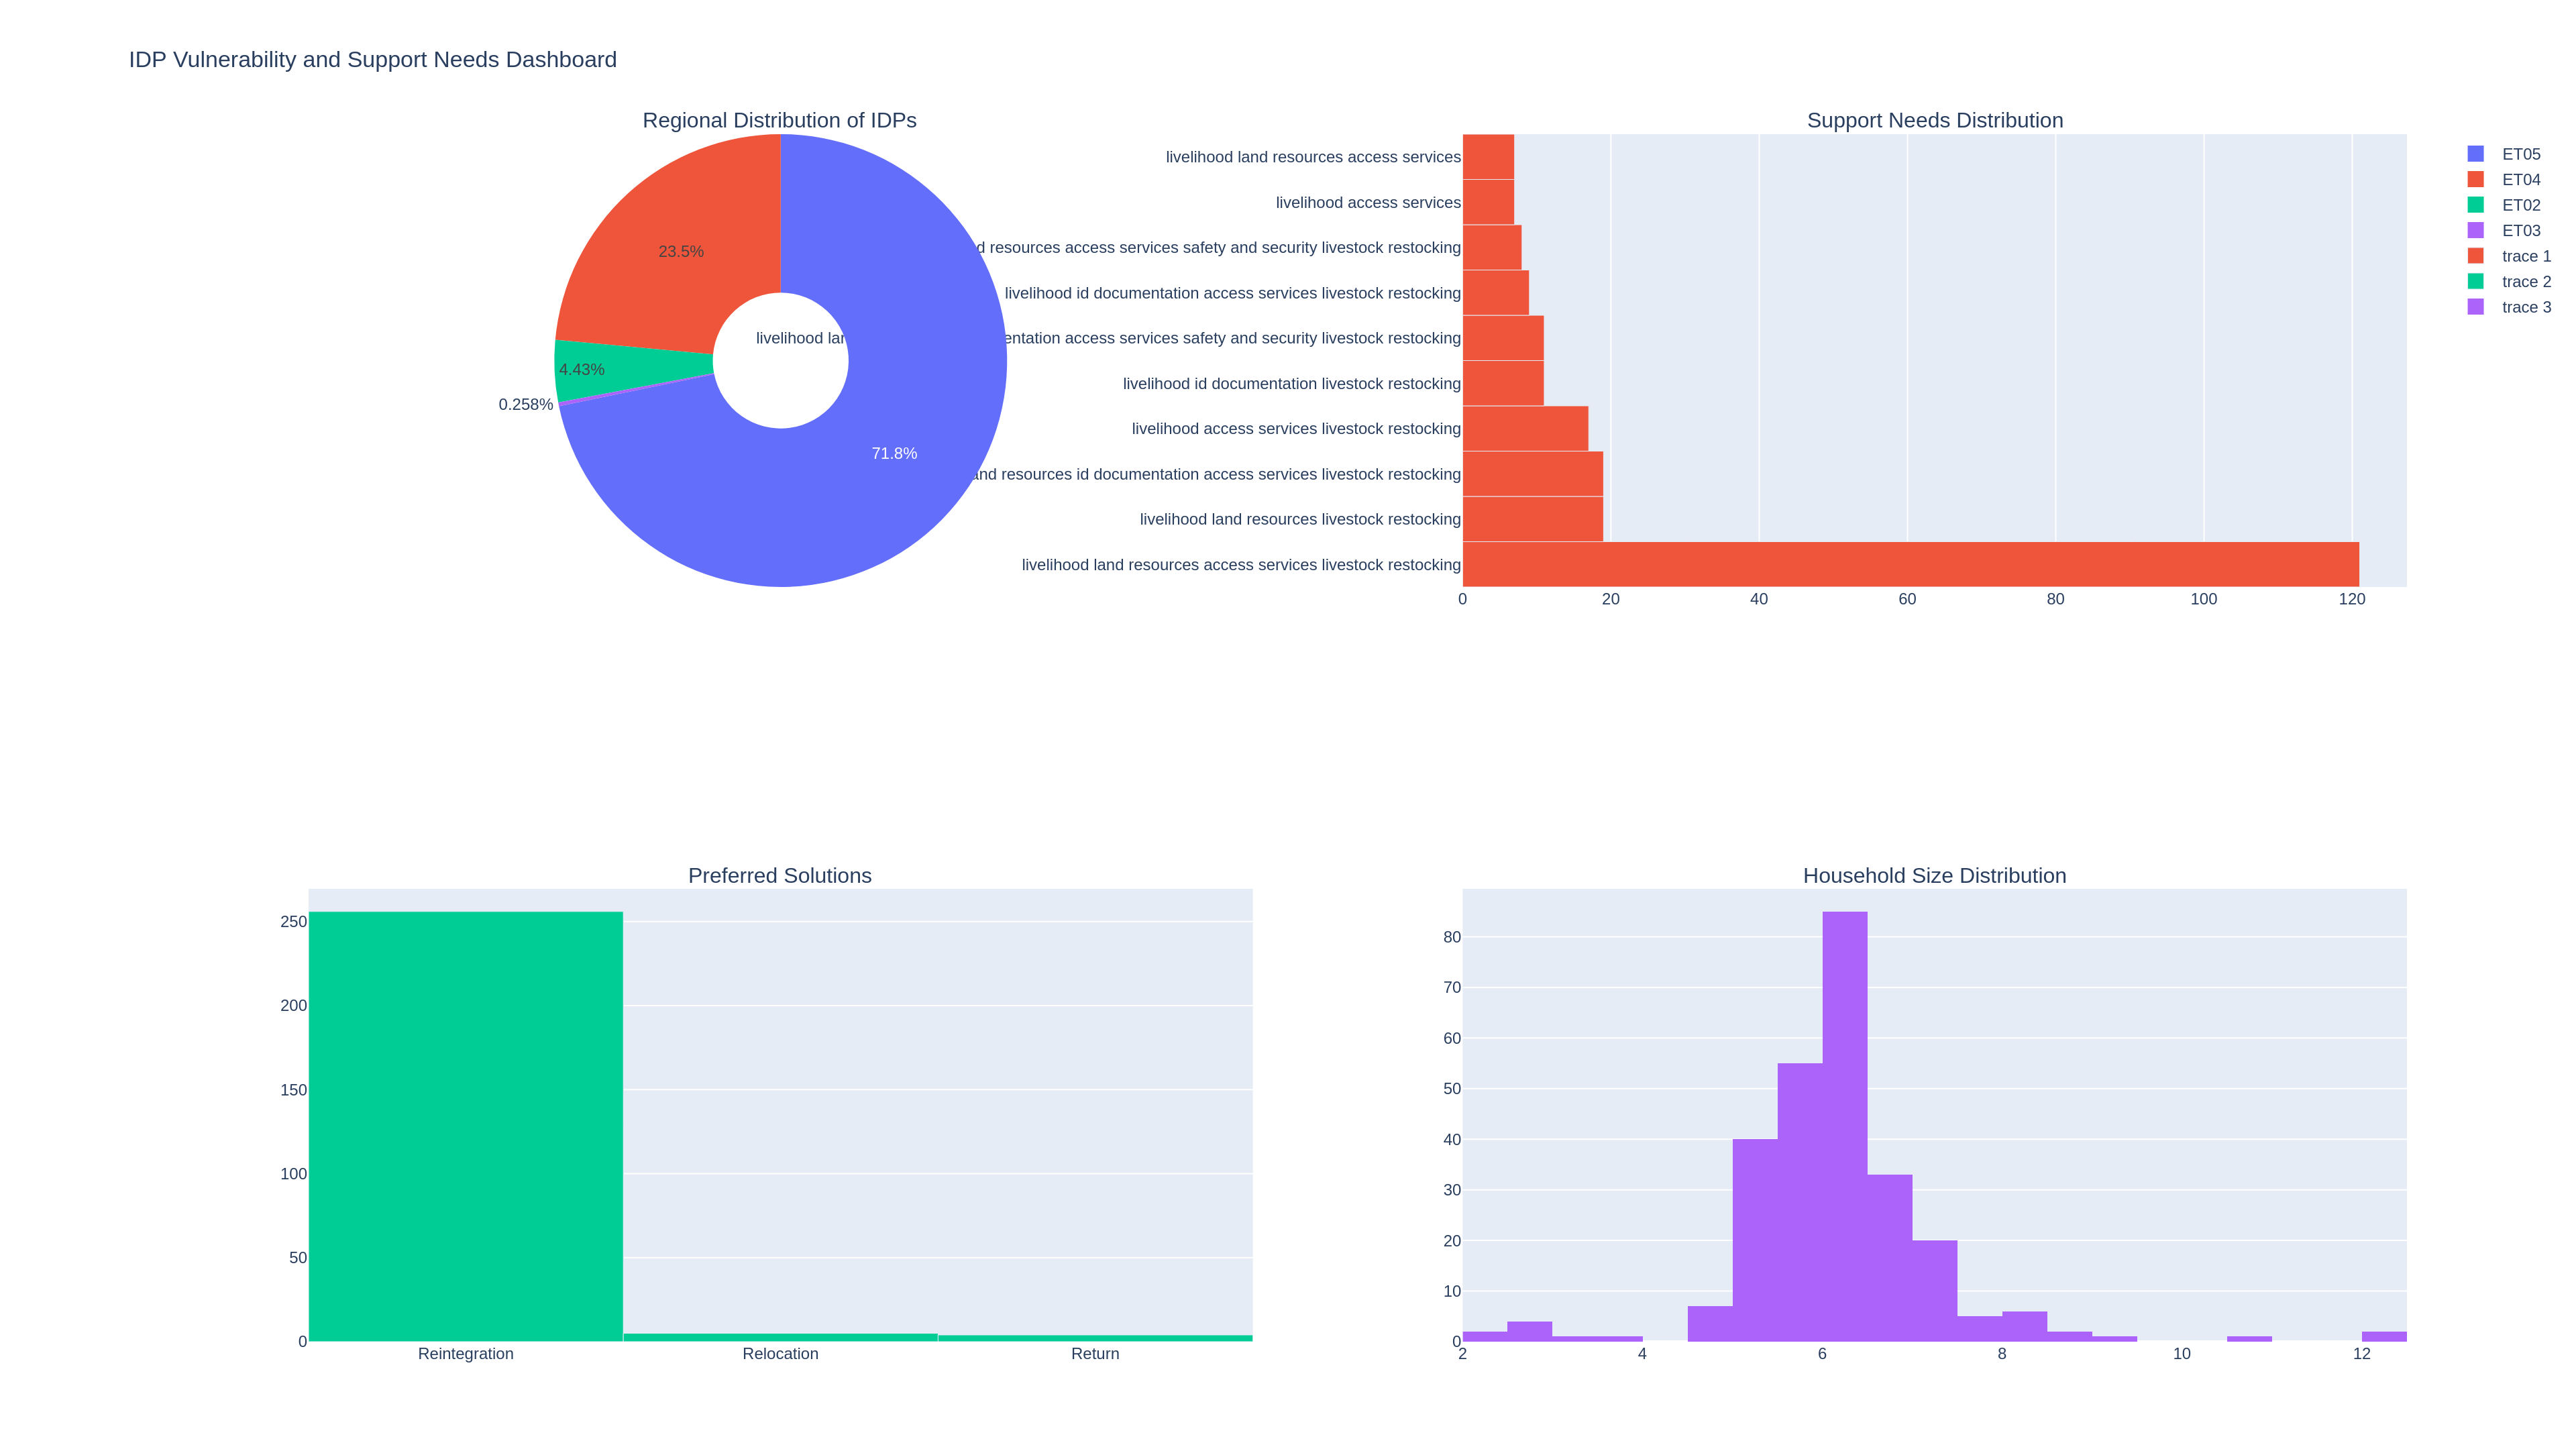 IDP Vulnerability and Support Needs Dashboard
Regional Distribution of IDPs
23.5%
4.43%
0.258%
71.8%
Support Needs Distribution
livelihood land resources access services
livelihood access services
resources access services safety and security livestock restocking
livelihood id documentation access services livestock restocking
livelihood access services safety and security livestock restocking
livelihood id documentation livestock restocking
livelihood access services livestock restocking
resources id documentation access services livestock restocking
livelihood land resources livestock restocking
livelihood land resources access services livestock restocking
0 20 40 60 80 100 120
ET05
ET04
ET02
ET03
trace 1
trace 2
trace 3
Preferred Solutions
250
200
150
100
50
0
Reintegration Relocation Return
Household Size Distribution
80
70
60
50
40
30
20
10
0
2 4 6 8 10 12